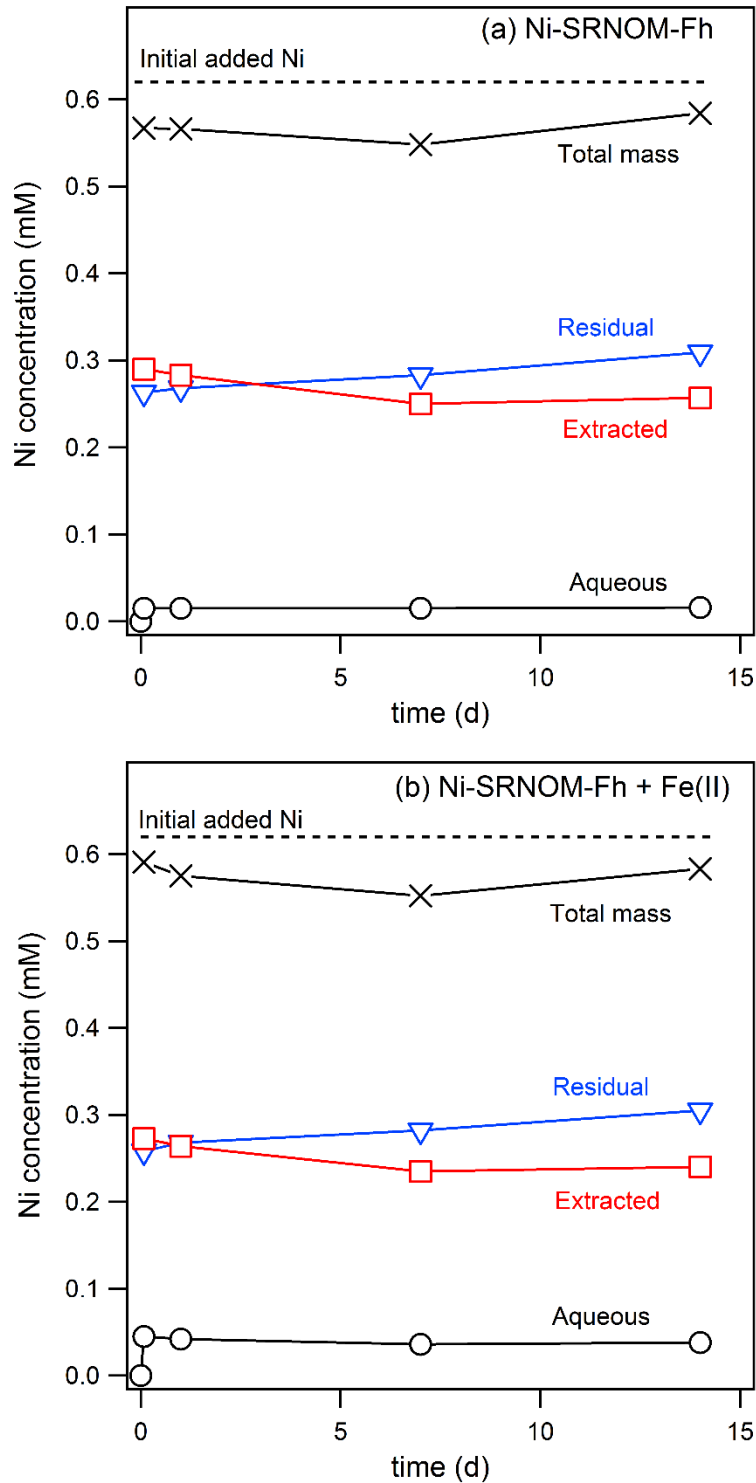 (a) Ni-SRNOM-Fh
Initial added Ni
0.6
Total mass
0.5
0.4
Residual
0.3
Extracted
0.2
0.1
Aqueous
0.0
Ni concentration (mM)
0 5 10 15
time (d)
(b) Ni-SRNOM-Fh + Fe(II)
Initial added Ni
0.6
Total mass
0.5
0.4
Residual
0.3
Extracted
0.2
0.1
Aqueous
0.0
Ni concentration (mM)
0 5 10 15
time (d)